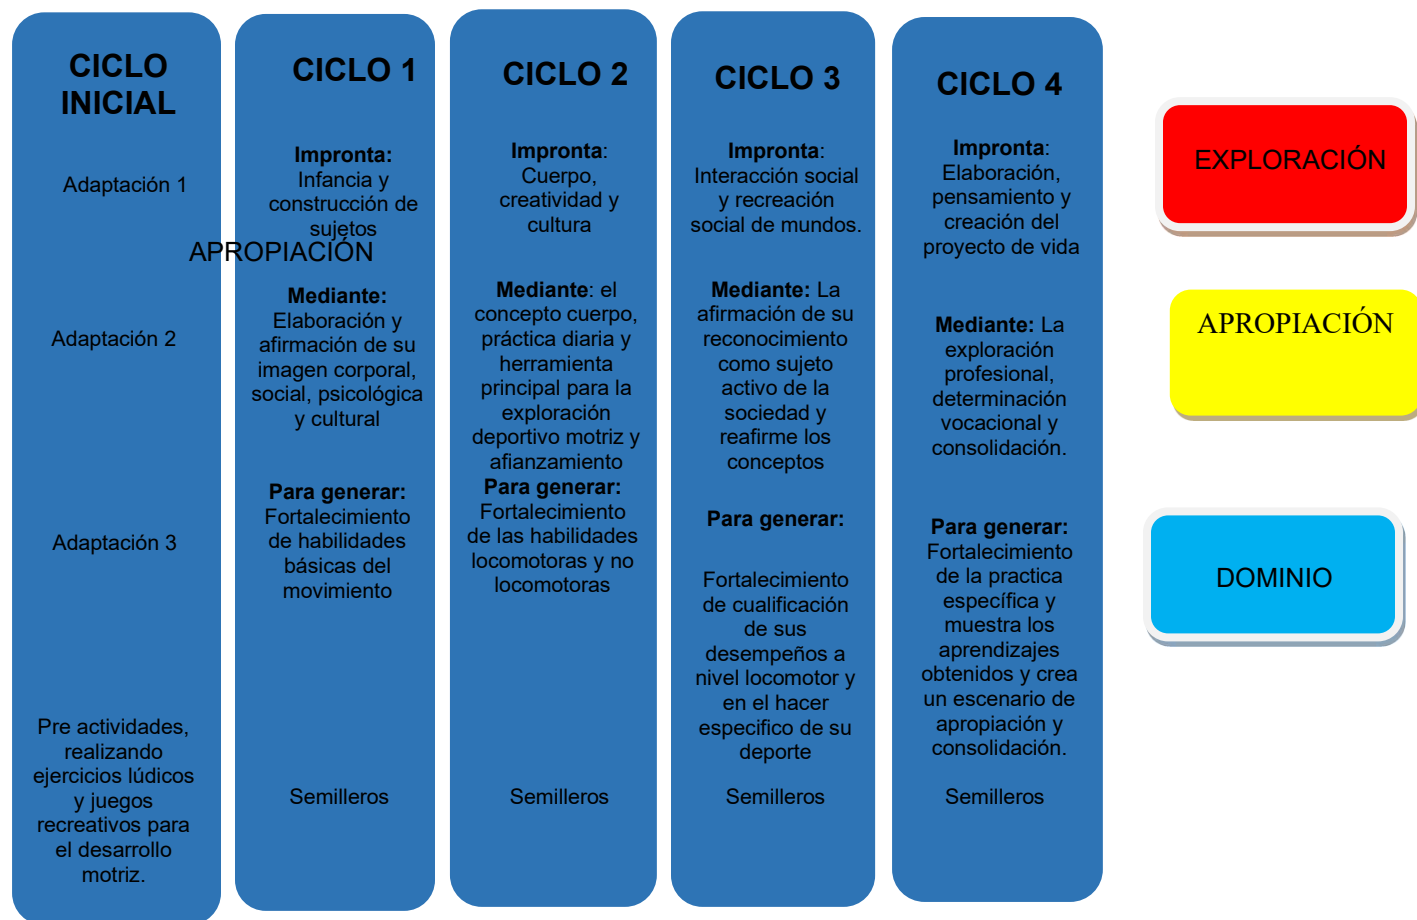 CICLO
INICIAL
Adaptación 1
Adaptación 2
Adaptación 3
Pre actividades,
realizando
ejercicios lúdicos
y juegos
recreativos para
el desarrollo
motriz.
CICLO 1
Impronta:
Infancia y
construcción de
sujetos
APROPIACIÓN
Mediante:
Elaboración y
afirmación de su
imagen corporal,
social, psicológica
y cultural
Para generar:
Fortalecimiento
de habilidades
básicas del
movimiento
Semilleros
CICLO 2
Impronta:
Cuerpo,
creatividad y
cultura
Mediante: el
concepto cuerpo,
práctica diaria y
herramienta
principal para la
exploración
deportivo motriz y
afianzamiento
Para generar:
Fortalecimiento
de las habilidades
locomotoras y no
locomotoras
Semilleros
CICLO 3
Impronta:
Interacción social
y recreación
social de mundos.
Mediante: La
afirmación de su
reconocimiento
como sujeto
activo de la
sociedad y
reafirme los
conceptos
Para generar:
Fortalecimiento
de cualificación
de sus
desempeños a
nivel locomotor y
en el hacer
especifico de su
deporte
Semilleros
CICLO 4
Impronta:
Elaboración,
pensamiento y
creación del
proyecto de vida
Mediante: La
exploración
profesional,
determinación
vocacional y
consolidación.
Para generar:
Fortalecimiento
de la practica
específica y
muestra los
aprendizajes
obtenidos y crea
un escenario de
apropiación y
consolidación.
Semilleros
EXPLORACIÓN
APROPIACIÓN
DOMINIO